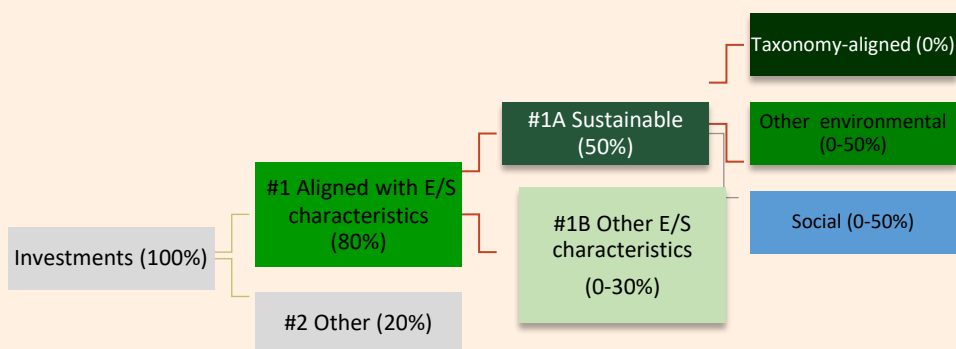 Taxonomy-aligned (0%)
#1A Sustainable
(50%)
Other environmental
(0-50%)
#1 Aligned with E/S
characteristics
(80%)
#1B Other E/S
characteristics
(0-30%)
Social (0-50%)
Investments (100%)
#2 Other (20%)